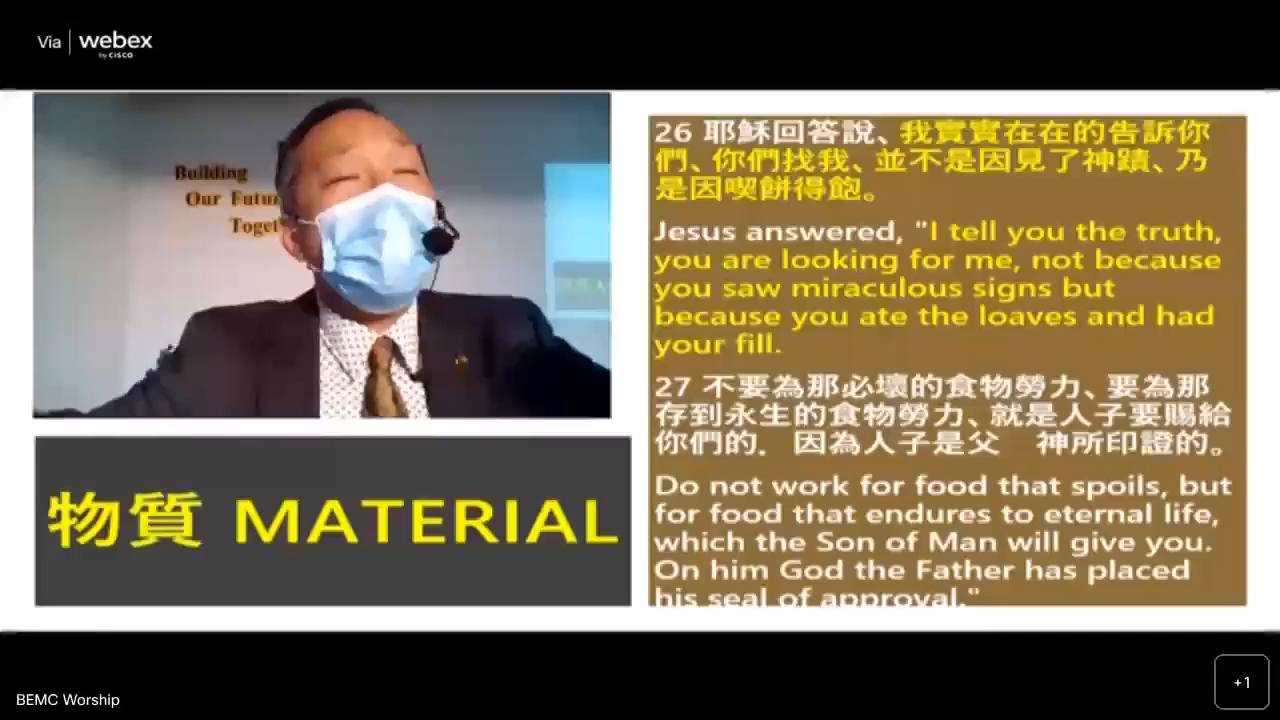 Via webex
by CISCO
Building
Our Futu
Toget
26 耶穌回答說、我實實在在的告訴你
們、你們找我、並不是因見了神蹟、乃
是因喫餅得飽。
Jesus answered, "I tell you the truth,
you are looking for me, not because
you saw miraculous signs but
because you ate the loaves and had
your fill.
27 不要為那必壞的食物勞力、要為那
存到永生的食物勞力、就是人子要賜給
你們的．因為人子是父　神所印證的。
Do not work for food that spoils, but
for food that endures to eternal life,
which the Son of Man will give you.
On him God the Father has placed
his seal of approval."
物質 MATERIAL
BEMC Worship
+1